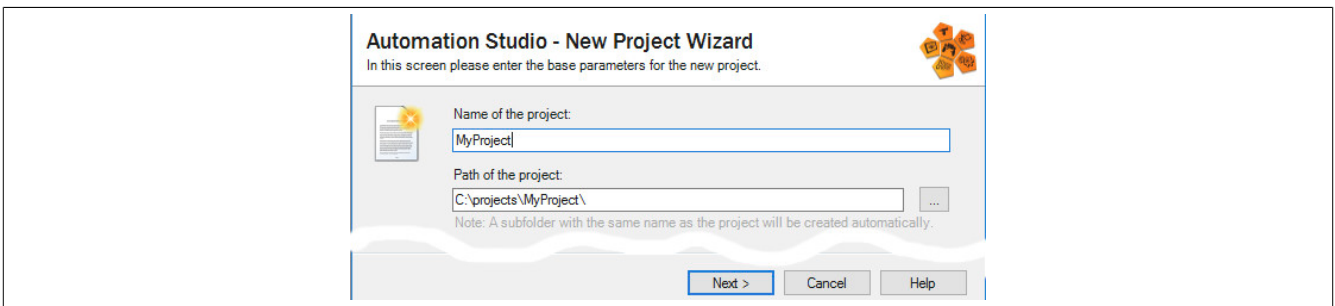 Automation Studio - New Project Wizard
In this screen please enter the base parameters for the new project.
Name of the project:
MyProject
Path of the project:
C:\projects\MyProject\
...
Note: A subfolder with the same name as the project will be created automatically.
Next >
Cancel
Help